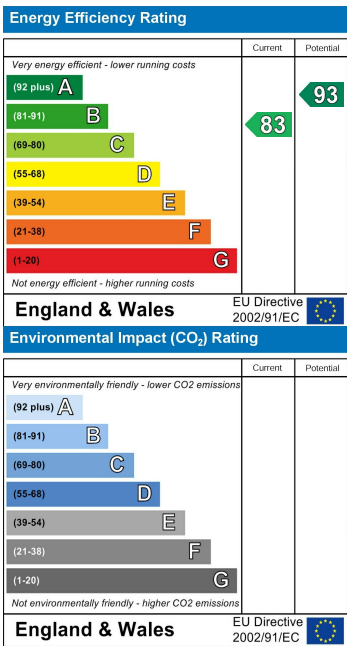 Energy Efficiency Rating
Current Potential
Very energy efficient - lower running costs
(92 plus) A
93
(81-91) B
83
(69-80) C
(55-68) D
(39-54) E
(21-38) F
(1-20) G
Not energy efficient - higher running costs
England & Wales
EU Directive
2002/91/EC
Environmental Impact (CO₂) Rating
Current Potential
Very environmentally friendly - lower CO2 emissions
(92 plus) A
(81-91) B
(69-80) C
(55-68) D
(39-54) E
(21-38) F
(1-20) G
Not environmentally friendly - higher CO2 emissions
England & Wales
EU Directive
2002/91/EC